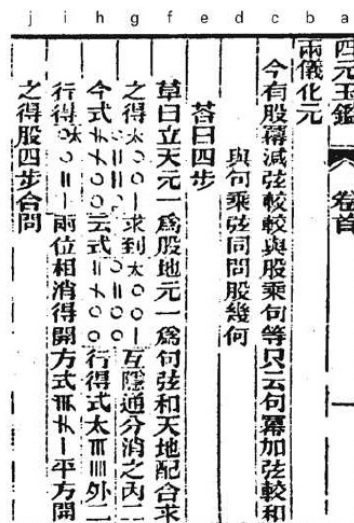 j i h g f e d c b a
四元玉鑑 卷首 一
兩儀化元
今有股冪減弦較較與股乘句等只云句冪加弦較和
與句乘弦同問股幾何
荅曰四步
草曰立天元一爲股地元一爲句弦和天地配合求
之得 求到 互隱通分消之内二
今式 云式 行得式太 外二
行得 兩位相消得開方式 平方開
之得股四步合問